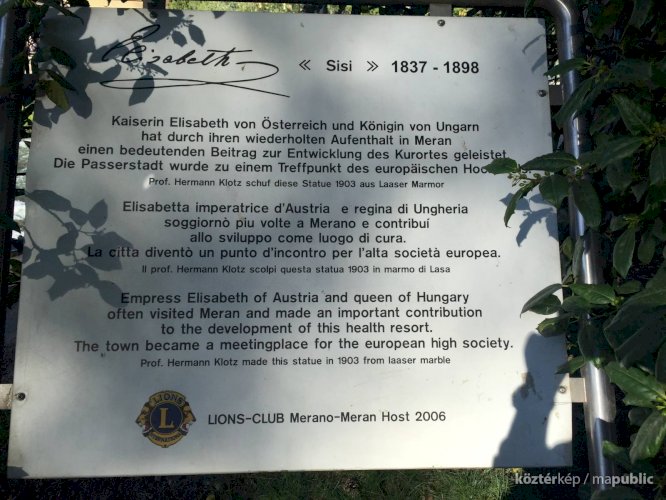 Elisabeth « Sisi » 1837 - 1898
Kaiserin Elisabeth von Österreich und Königin von Ungarn
hat durch ihren wiederholten Aufenthalt in Meran
einen bedeutenden Beitrag zur Entwicklung des Kurortes geleistet
Die Passerstadt wurde zu einem Treffpunkt des europäischen
Prof. Hermann Klotz schuf diese Statue 1903 aus Laaser Marmor
Elisabetta imperatrice d'Austria e regina di Ungheria
soggiornò piu volte a Merano e contribuí
allo sviluppo come luogo di cura.
La citta diventò un punto d'incontro per l'alta società europea.
Il prof. Hermann Klotz scolpi questa statua 1903 in marmo di Lasa
Empress Elisabeth of Austria and queen of Hungary
often visited Meran and made an important contribution
to the development of this health resort.
The town became a meetingplace for the european high society.
Prof. Hermann Klotz made this statue in 1903 from laaser marble
LIONS
L
INTERNATIONAL
LIONS-CLUB Merano-Meran Host 2006
köztérkép / mapublic